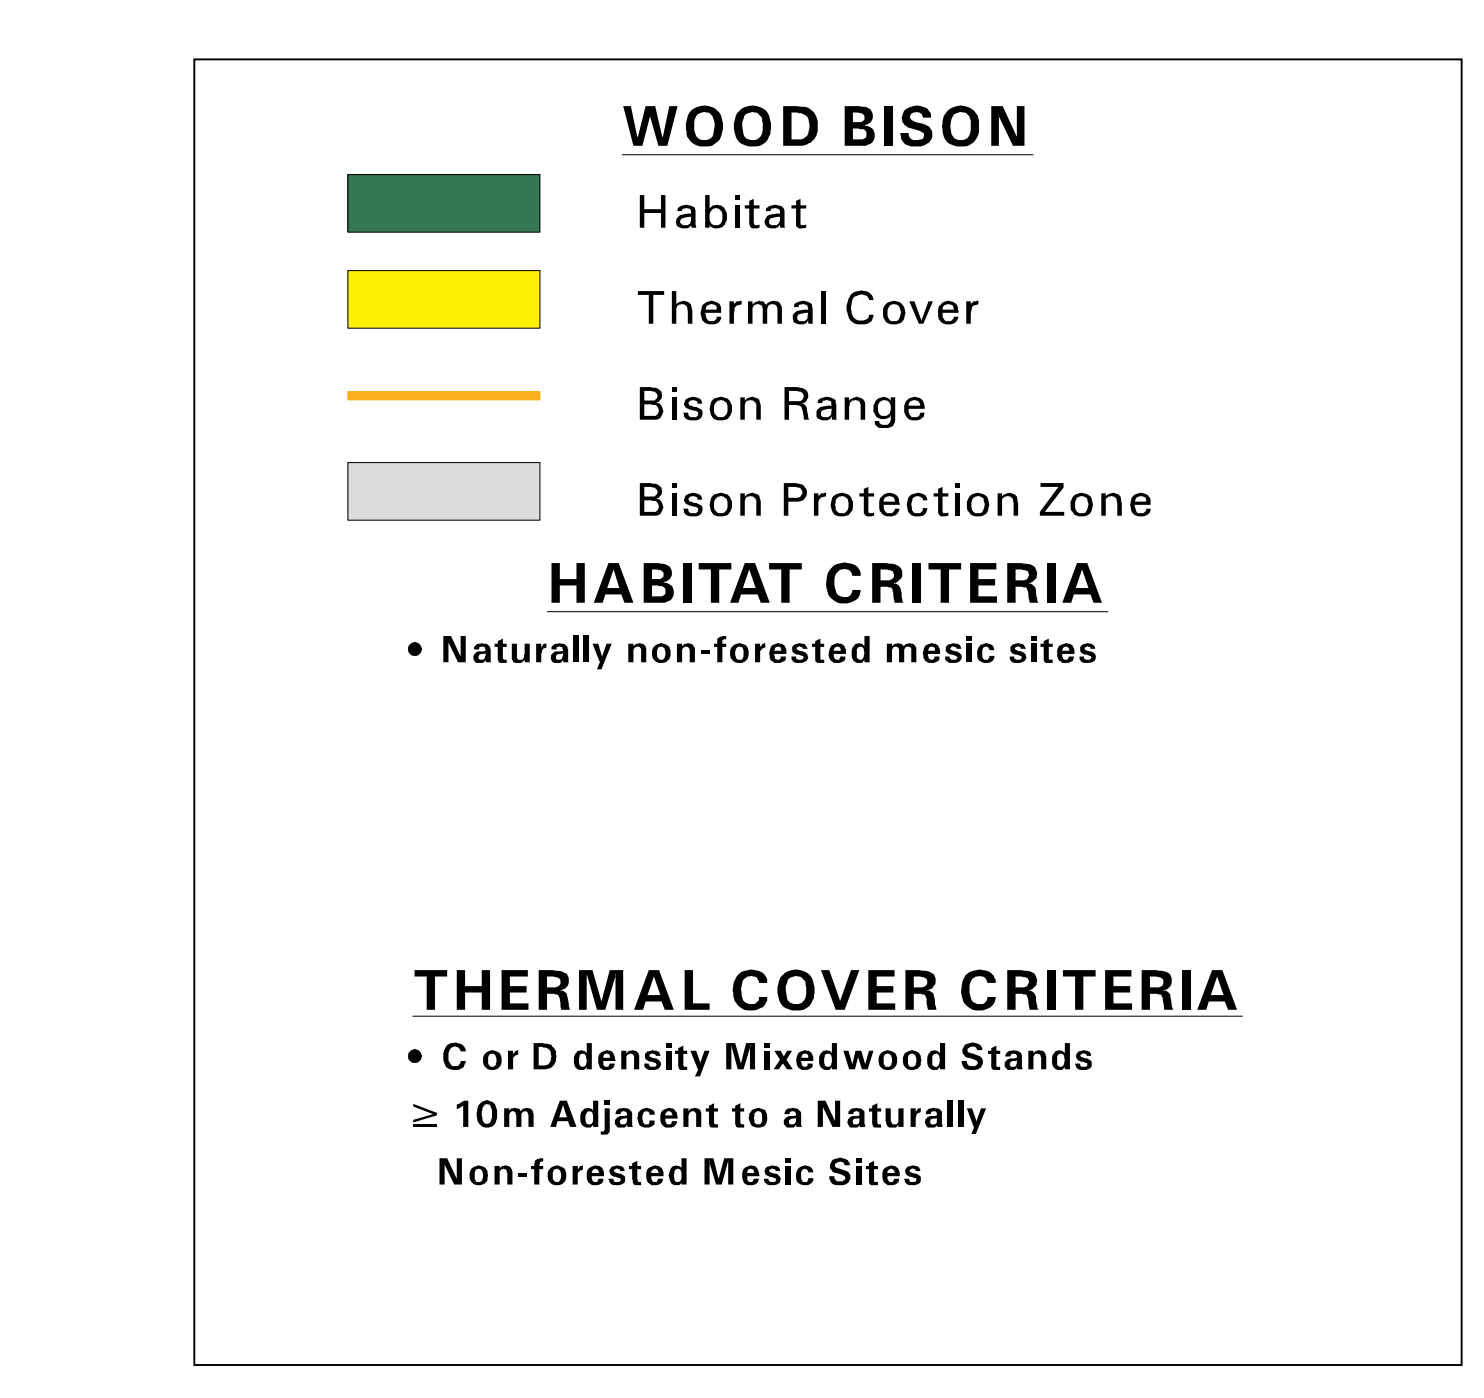 WOOD BISON
Habitat
Thermal Cover
Bison Range
Bison Protection Zone
HABITAT CRITERIA
• Naturally non-forested mesic sites
THERMAL COVER CRITERIA
• C or D density Mixedwood Stands
≥ 10m Adjacent to a Naturally
Non-forested Mesic Sites